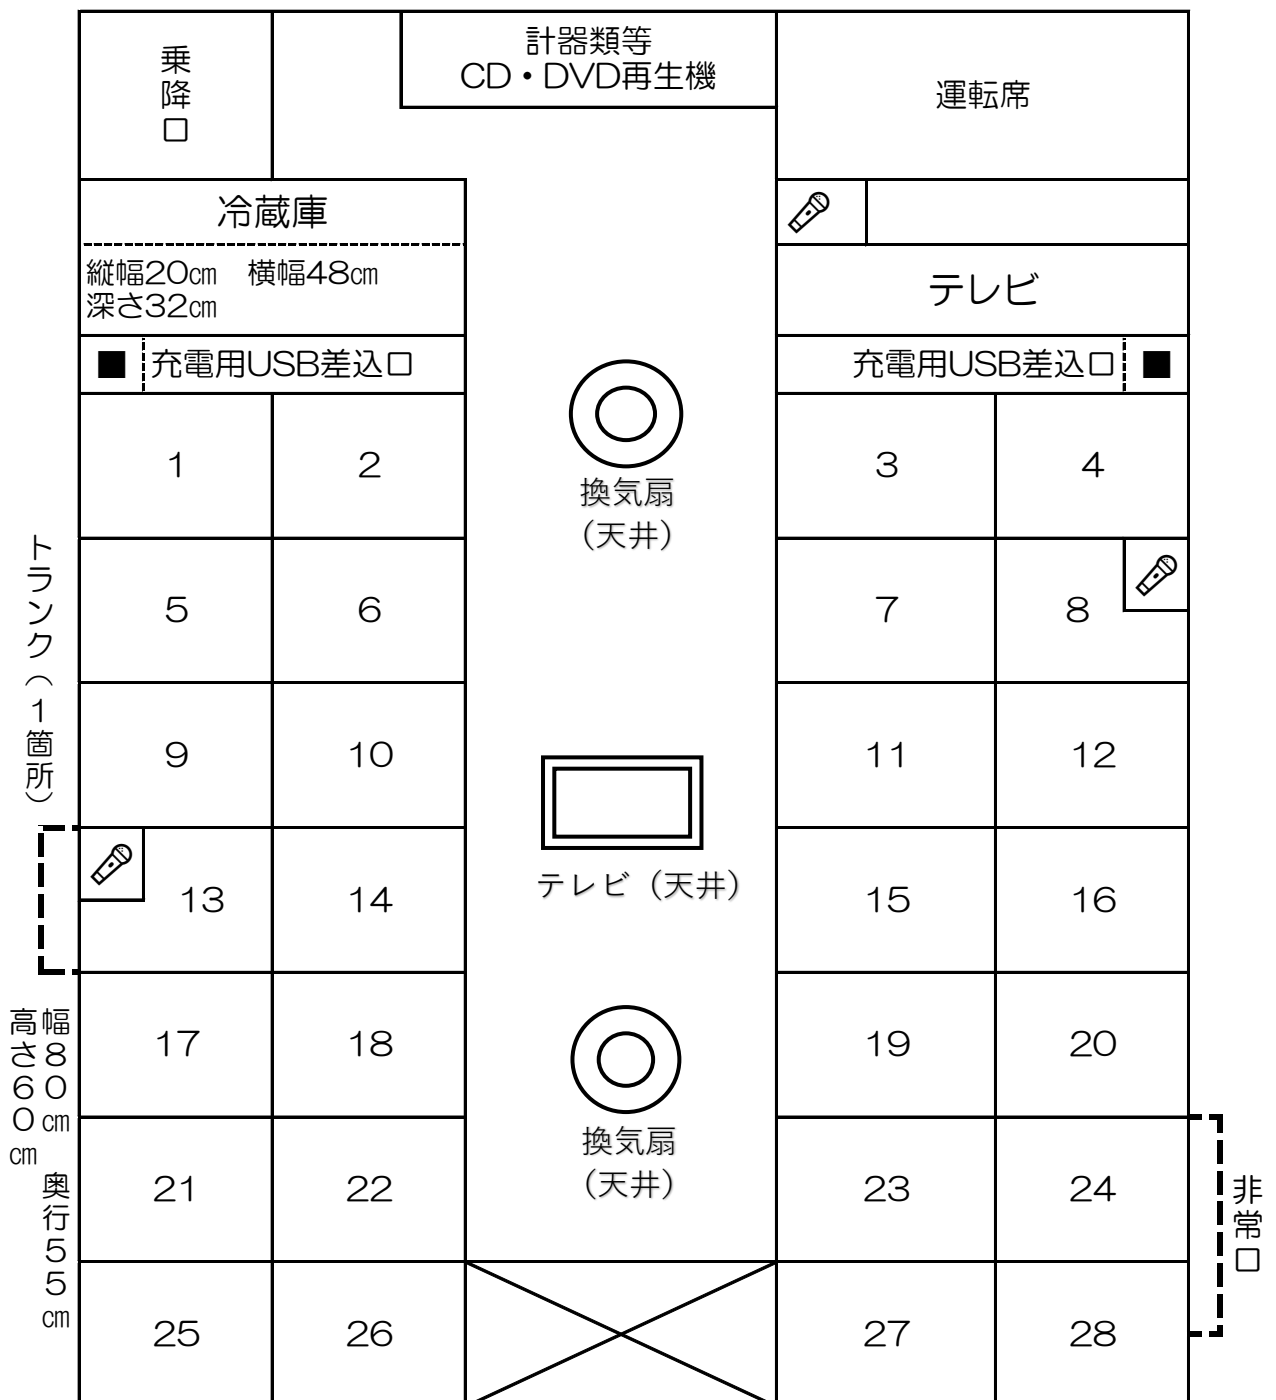 乗降口
計器類等
CD・DVD再生機
運転席
冷蔵庫
縦幅20㎝　横幅48㎝
深さ32㎝
テレビ
■ 充電用USB差込口
充電用USB差込口 ■
1 2 3 4
換気扇
（天井）
5 6 7 8
トランク（1箇所）
9 10 11 12
テレビ（天井）
13 14 15 16
17 18 19 20
幅80㎝　奥行55㎝
高さ60㎝
換気扇
（天井）
21 22 23 24
非常口
25 26 27 28